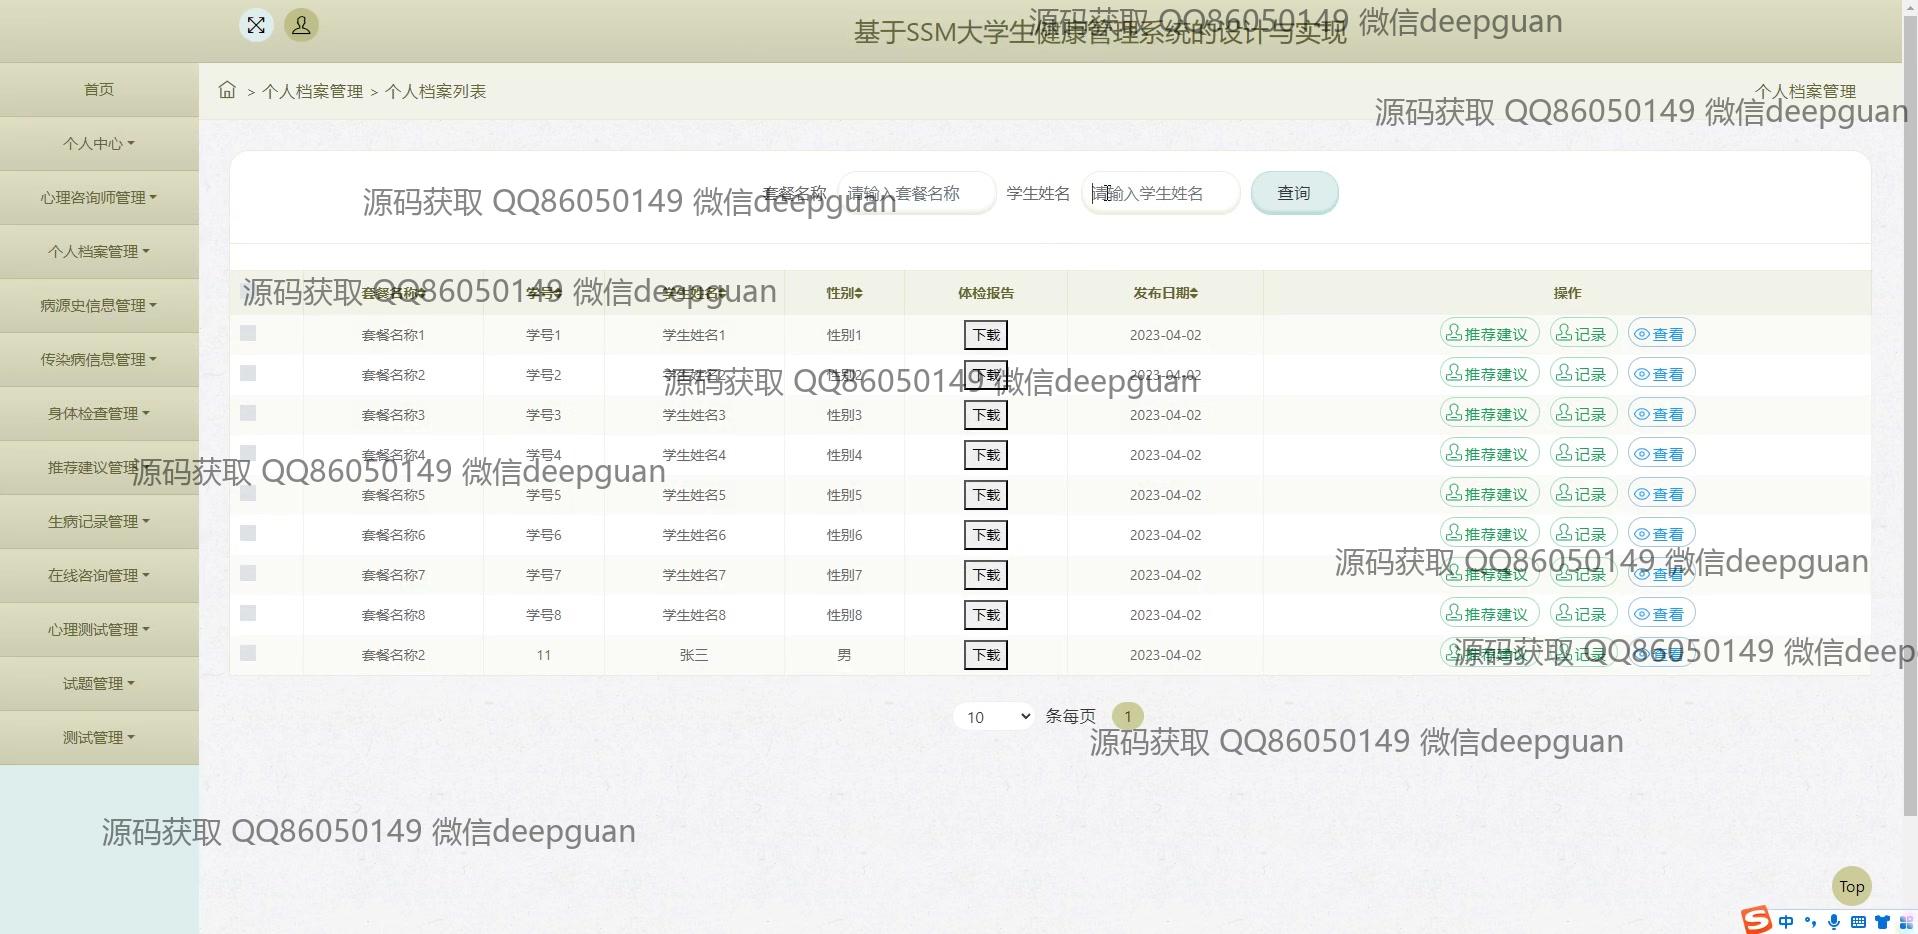 基于SSM大学生健康管理系统的设计与实现
源码获取 QQ86050149 微信deepguan
首页
个人中心
心理咨询师管理
个人档案管理
病源史信息管理
传染病信息管理
身体检查管理
推荐建议管理
生病记录管理
在线咨询管理
心理测试管理
试题管理
测试管理
> 个人档案管理 > 个人档案列表
个人档案管理
源码获取 QQ86050149 微信deepguan
套餐名称 请输入套餐名称 学生姓名 请输入学生姓名 查询
源码获取 QQ86050149 微信deepguan
套餐名称 学号 学生姓名 性别 体检报告 发布日期 操作
源码获取 QQ86050149 微信deepguan
套餐名称1 学号1 学生姓名1 性别1 下载 2023-04-02 推荐建议 记录 查看
套餐名称2 学号2 学生姓名2 性别2 下载 2023-04-02 推荐建议 记录 查看
源码获取 QQ86050149 微信deepguan
套餐名称3 学号3 学生姓名3 性别3 下载 2023-04-02 推荐建议 记录 查看
套餐名称4 学号4 学生姓名4 性别4 下载 2023-04-02 推荐建议 记录 查看
源码获取 QQ86050149 微信deepguan
套餐名称5 学号5 学生姓名5 性别5 下载 2023-04-02 推荐建议 记录 查看
套餐名称6 学号6 学生姓名6 性别6 下载 2023-04-02 推荐建议 记录 查看
源码获取 QQ86050149 微信deepguan
套餐名称7 学号7 学生姓名7 性别7 下载 2023-04-02 推荐建议 记录 查看
套餐名称8 学号8 学生姓名8 性别8 下载 2023-04-02 推荐建议 记录 查看
套餐名称2 11 张三 男 下载 2023-04-02 推荐建议 记录 查看
源码获取 QQ86050149 微信deep
10 条每页 1
源码获取 QQ86050149 微信deepguan
源码获取 QQ86050149 微信deepguan
Top
S 中